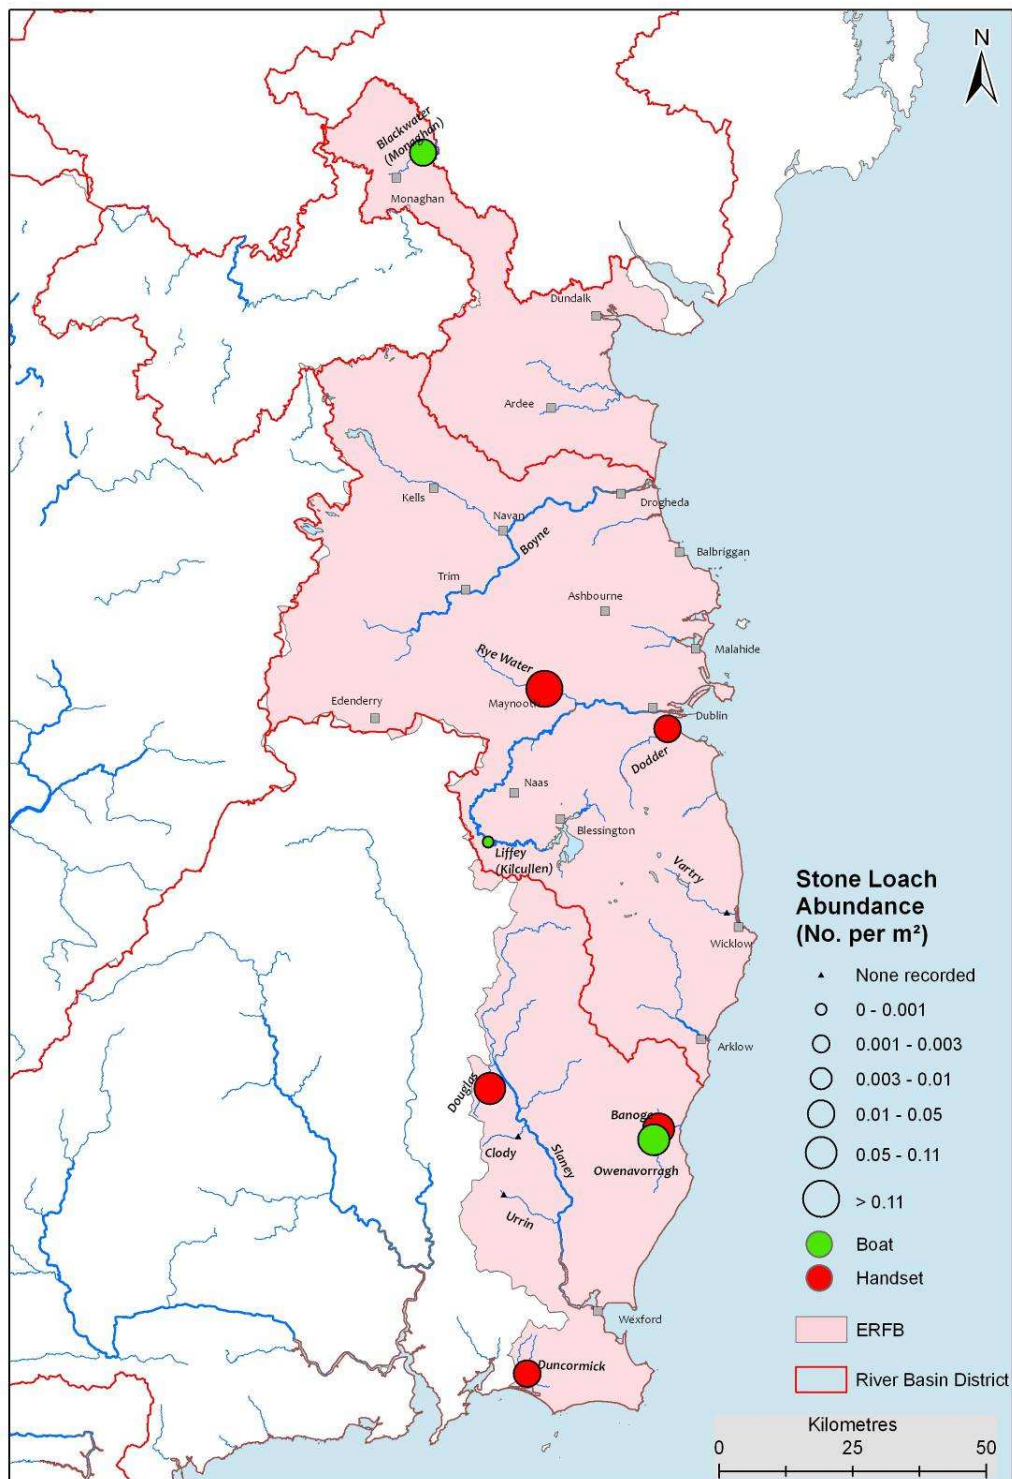 N
Blackwater
(Monaghan)
Monaghan
Dundalk
Ardee
Kells
Drogheda
Navan
Boyne
Balbriggan
Trim
Ashbourne
Malahide
Rye Water
Edenderry
Maynooth
Dublin
Dodder
Naas
Blessington
Liffey
(Kilcullen)
Vartry
Wicklow
Arklow
Douglas
Banoge
Clody
Slaney
Owenavorragh
Urrin
Wexford
Duncormick
Stone Loach
Abundance
(No. per m²)
None recorded
0 - 0.001
0.001 - 0.003
0.003 - 0.01
0.01 - 0.05
0.05 - 0.11
> 0.11
Boat
Handset
ERFB
River Basin District
Kilometres
0 25 50